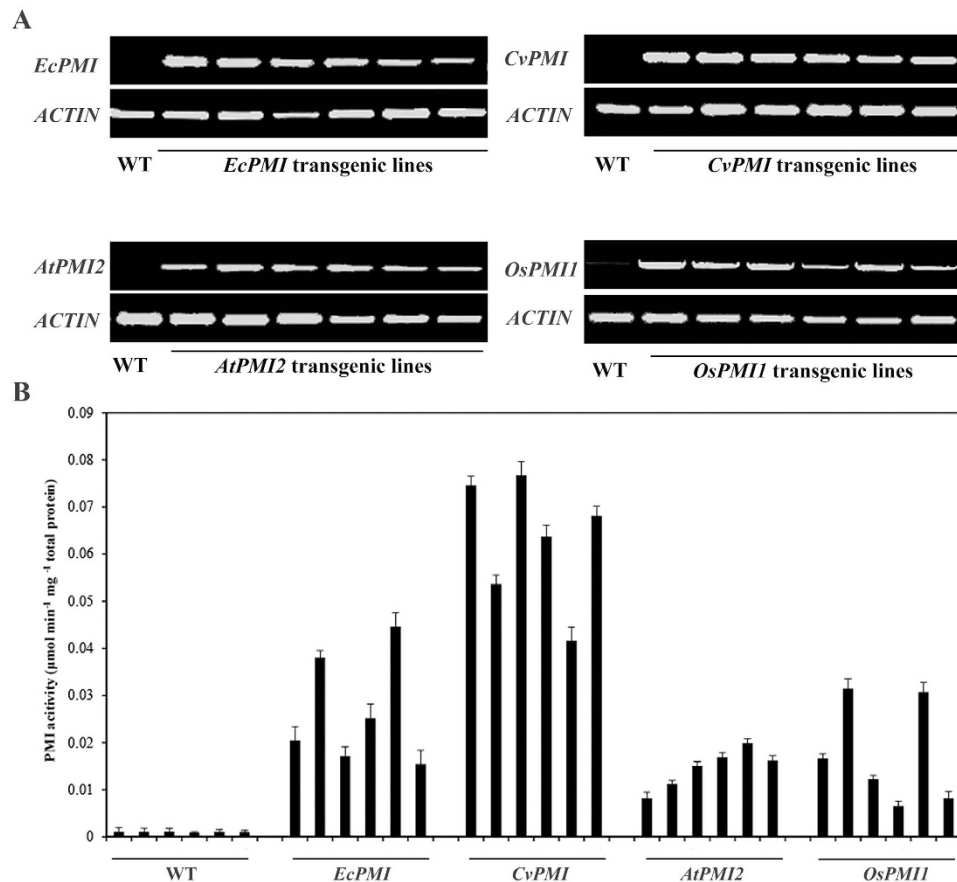 A
EcPMI
CvPMI
ACTIN
ACTIN
WT EcPMI transgenic lines
WT CvPMI transgenic lines
AtPMI2
OsPMI1
ACTIN
ACTIN
WT AtPMI2 transgenic lines
WT OsPMI1 transgenic lines
B
PMI acitivity (µmol min⁻¹ mg ⁻¹ total protein)
0.09
0.08
0.07
0.06
0.05
0.04
0.03
0.02
0.01
0
WT EcPMI CvPMI AtPMI2 OsPMI1